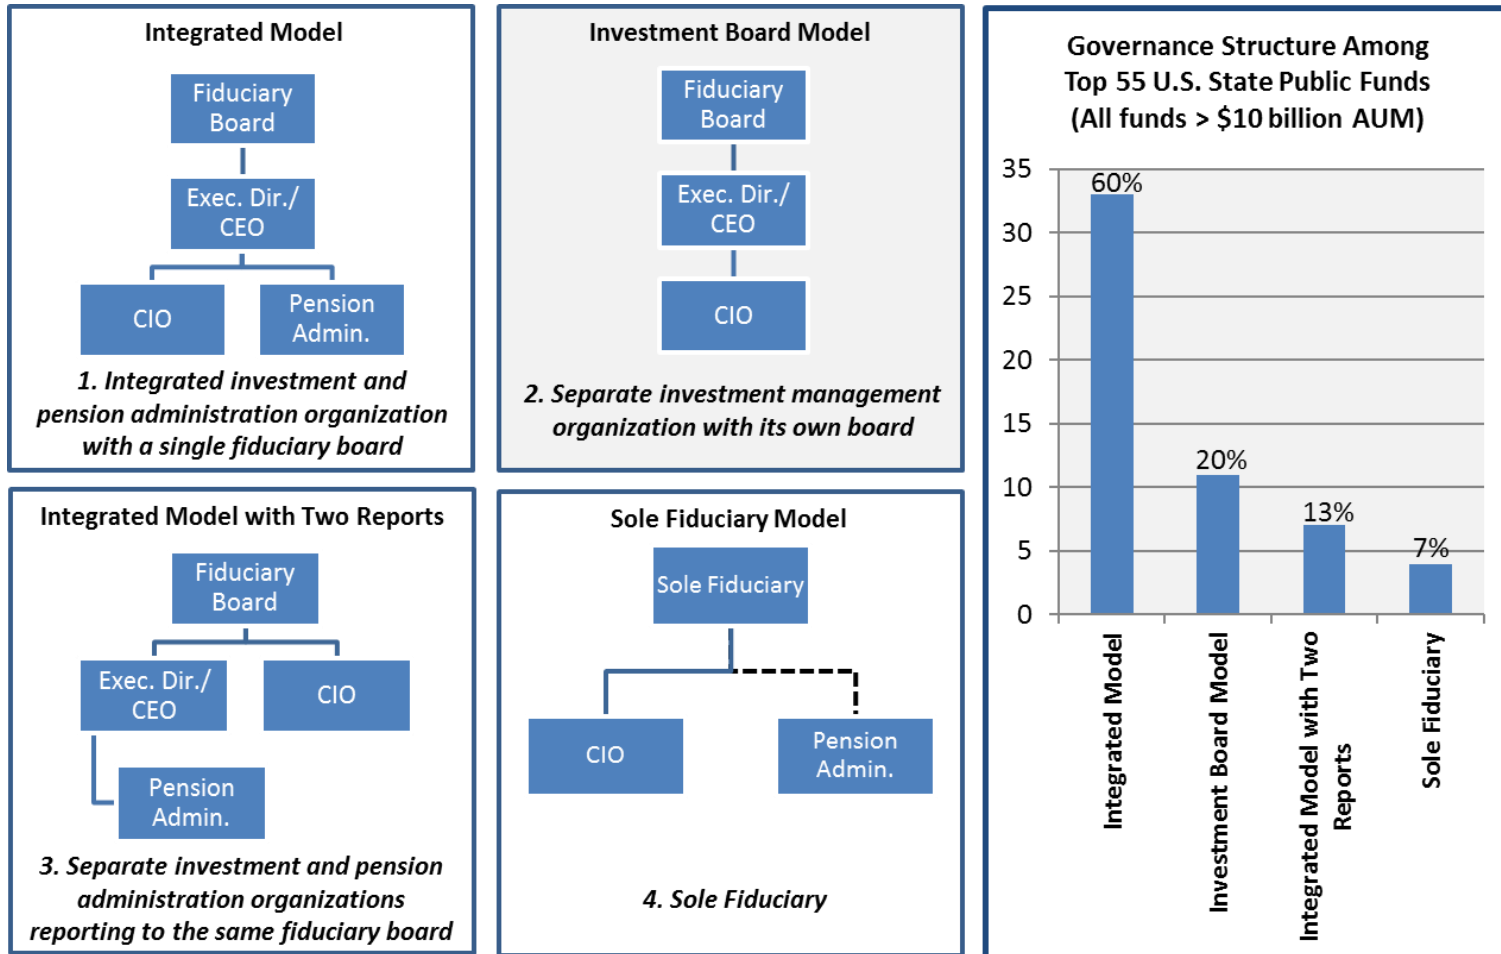 Integrated Model
Fiduciary
Board
Exec. Dir./
CEO
CIO
Pension
Admin.
1. Integrated investment and
pension administration organization
with a single fiduciary board
Investment Board Model
Fiduciary
Board
Exec. Dir./
CEO
CIO
2. Separate investment management
organization with its own board
Integrated Model with Two Reports
Fiduciary
Board
Exec. Dir./
CEO
CIO
Pension
Admin.
3. Separate investment and pension
administration organizations
reporting to the same fiduciary board
Sole Fiduciary Model
Sole Fiduciary
CIO
Pension
Admin.
4. Sole Fiduciary
Governance Structure Among
Top 55 U.S. State Public Funds
(All funds > $10 billion AUM)
35
30
25
20
15
10
5
0
60%
20%
13%
7%
Integrated Model
Investment Board Model
Integrated Model with Two
Reports
Sole Fiduciary